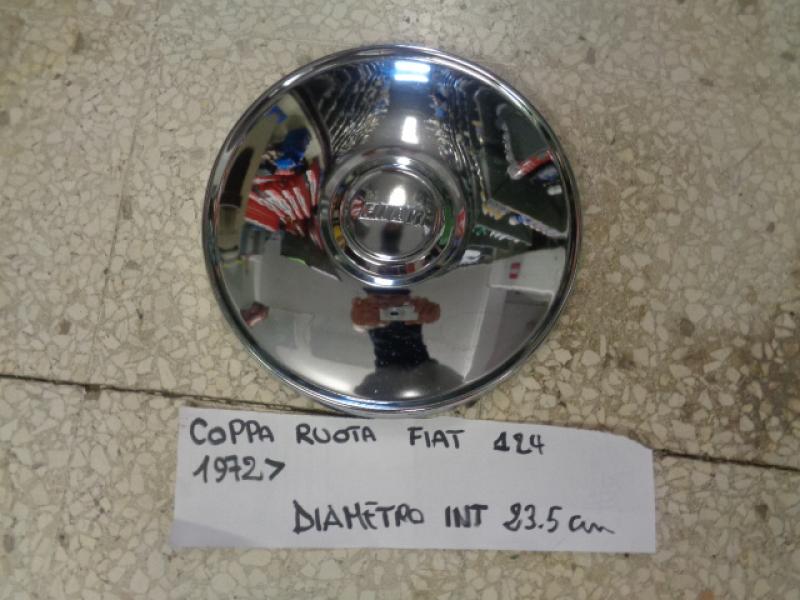 COPPA RUOTA FIAT 124
1972>
DIAMETRO INT 23.5 cm